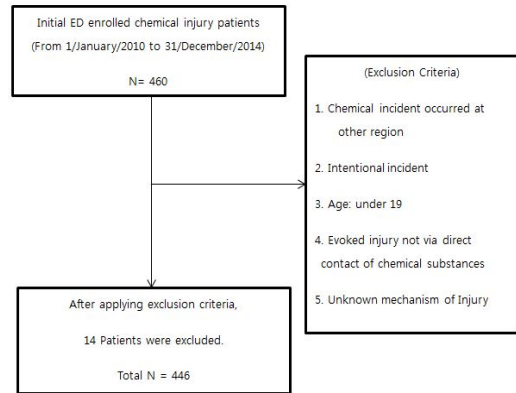 Initial ED enrolled chemical injury patients
(From 1/January/2010 to 31/December/2014)
N= 460
(Exclusion Criteria)
1. Chemical incident occurred at
other region
2. Intentional incident
3. Age: under 19
4. Evoked injury not via direct
contact of chemical substances
5. Unknown mechanism of Injury
After applying exclusion criteria,
14 Patients were excluded.
Total N = 446